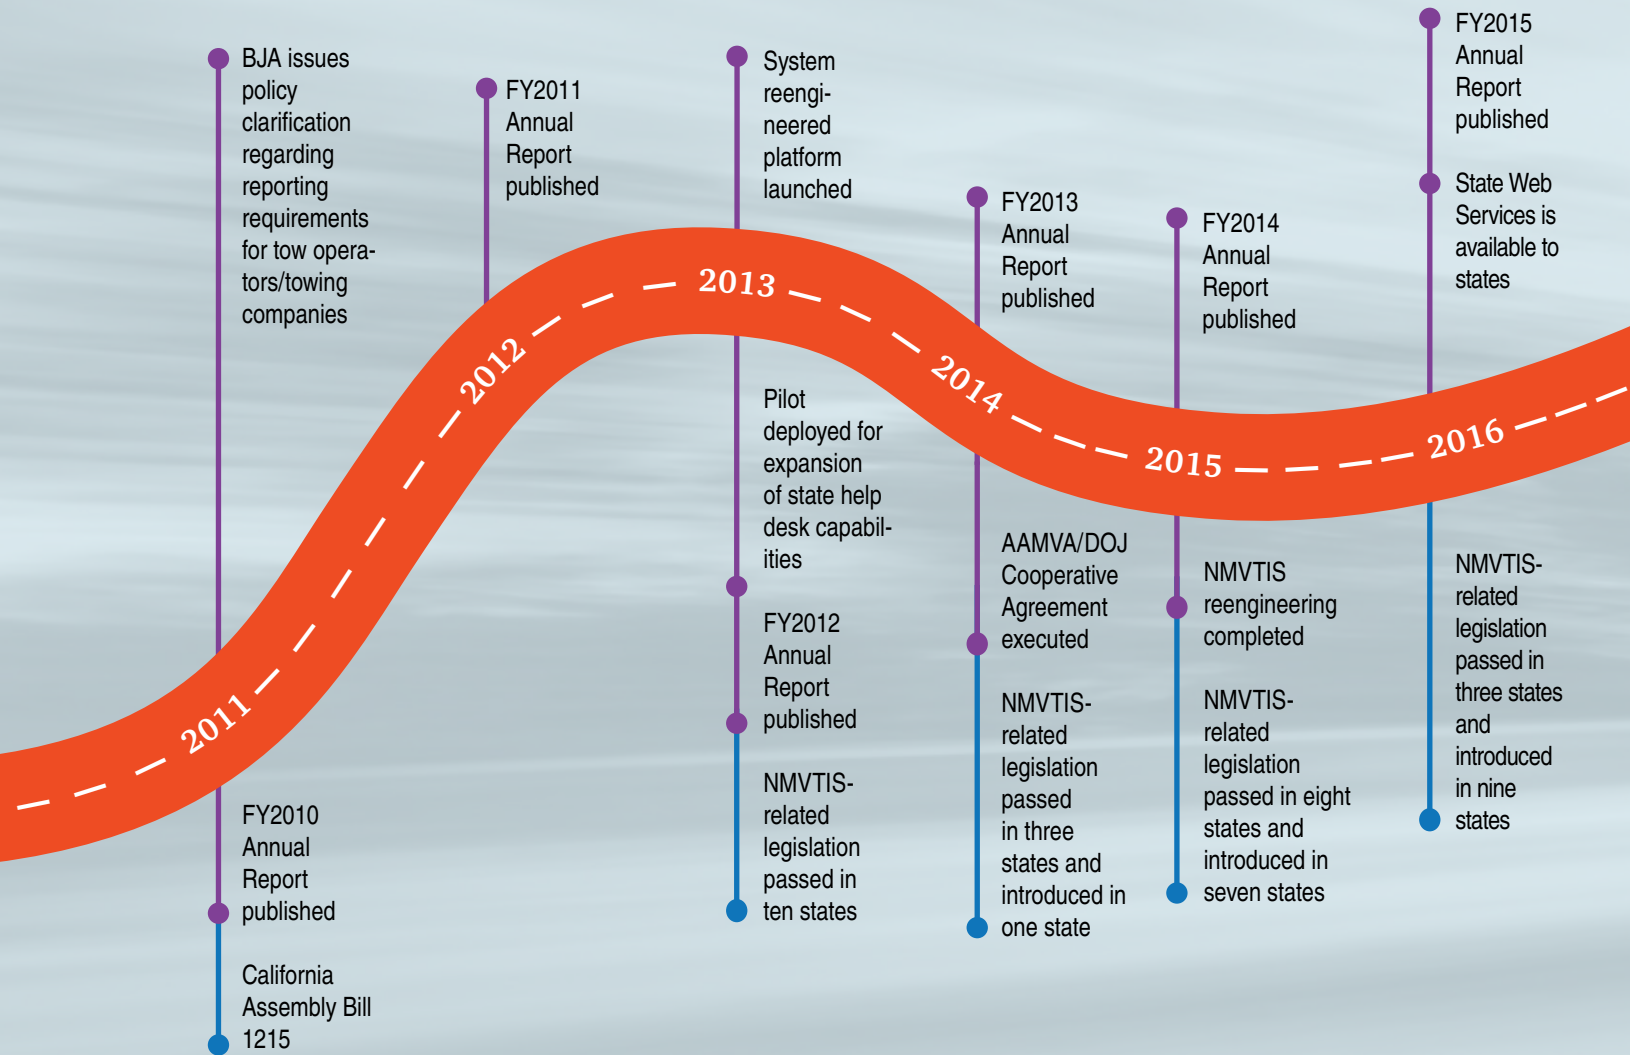 BJA issues
policy
clarification
regarding
reporting
requirements
for tow opera-
tors/towing
companies
2011
FY2010
Annual
Report
published
California
Assembly Bill
1215
FY2011
Annual
Report
published
2012
System
reengi-
neered
platform
launched
2013
Pilot
deployed for
expansion
of state help
desk capabil-
ities
FY2012
Annual
Report
published
NMVTIS-
related
legislation
passed in
ten states
FY2013
Annual
Report
published
2014
AAMVA/DOJ
Cooperative
Agreement
executed
NMVTIS-
related
legislation
passed
in three
states and
introduced in
one state
FY2014
Annual
Report
published
2015
NMVTIS
reengineering
completed
NMVTIS-
related
legislation
passed in eight
states and
introduced in
seven states
FY2015
Annual
Report
published
State Web
Services is
available to
states
2016
NMVTIS-
related
legislation
passed in
three states
and
introduced
in nine
states